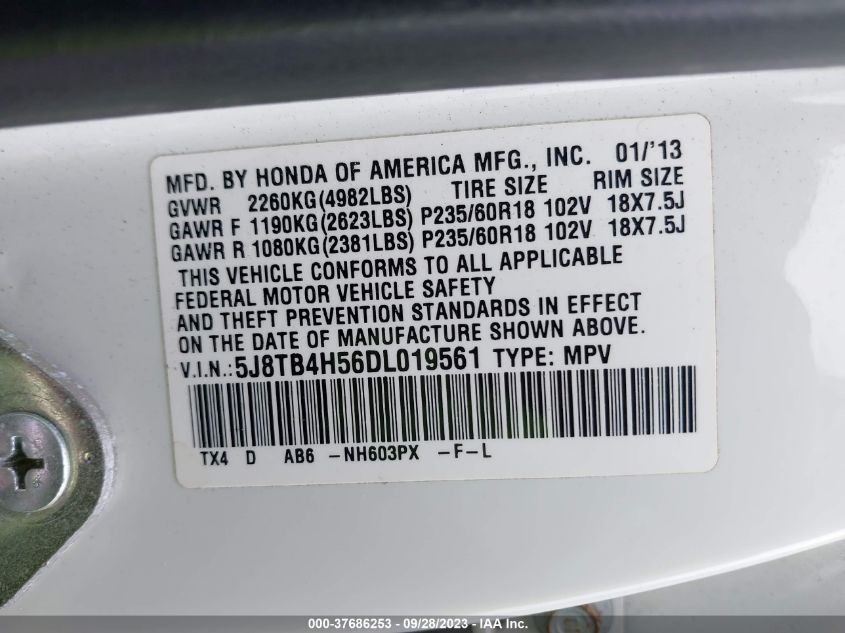 MFD. BY HONDA OF AMERICA MFG., INC. 01/'13
GVWR 2260KG(4982LBS) TIRE SIZE RIM SIZE
GAWR F 1190KG(2623LBS) P235/60R18 102V 18X7.5J
GAWR R 1080KG(2381LBS) P235/60R18 102V 18X7.5J
THIS VEHICLE CONFORMS TO ALL APPLICABLE
FEDERAL MOTOR VEHICLE SAFETY
AND THEFT PREVENTION STANDARDS IN EFFECT
ON THE DATE OF MANUFACTURE SHOWN ABOVE.
V.I.N.:5J8TB4H56DL019561 TYPE: MPV
TX4 D AB6 -NH603PX -F-L
000-37686253 - 09/28/2023 - IAA Inc.